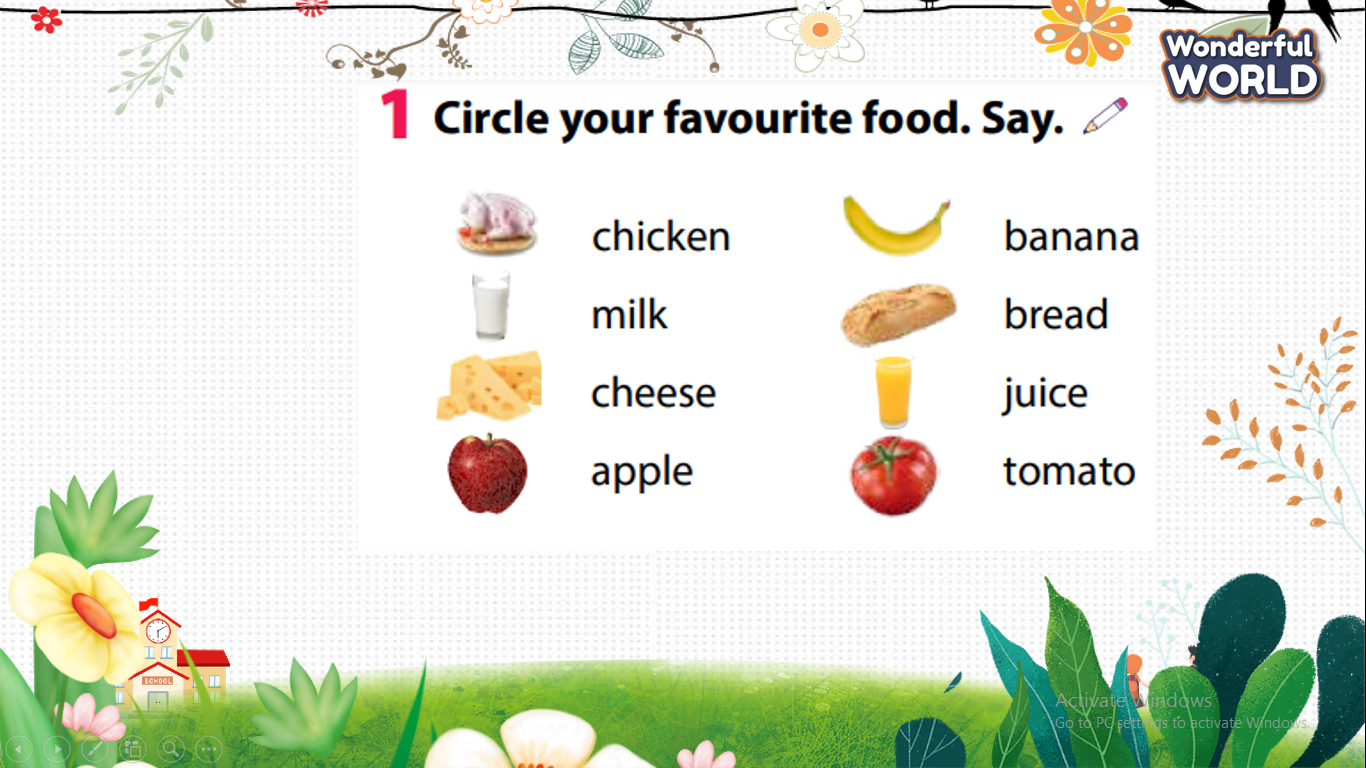 Wonderful
WORLD
1 Circle your favourite food. Say.
chicken
banana
milk
bread
cheese
juice
apple
tomato
SCHOOL
Activate Windows
Go to PC settings to activate Windows.